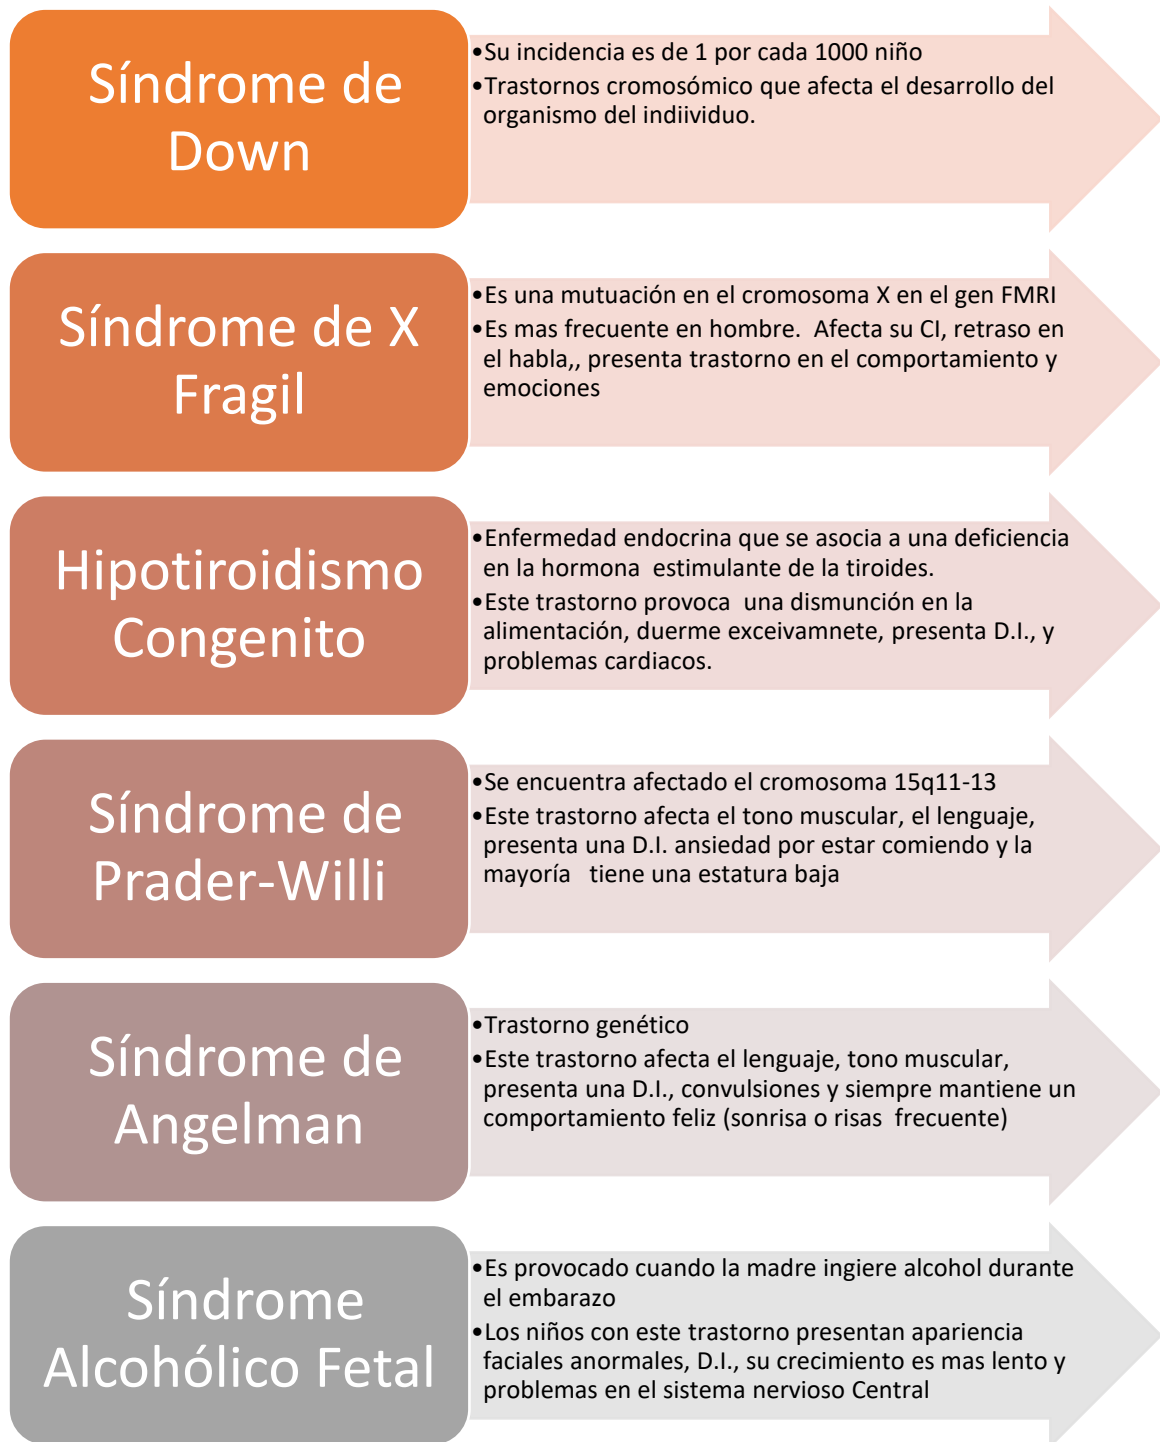 Síndrome de
Down
•Su incidencia es de 1 por cada 1000 niño
•Trastornos cromosómico que afecta el desarrollo del
organismo del indiividuo.
Síndrome de X
Fragil
•Es una mutuación en el cromosoma X en el gen FMRI
•Es mas frecuente en hombre.  Afecta su CI, retraso en
el habla,, presenta trastorno en el comportamiento y
emociones
Hipotiroidismo
Congenito
•Enfermedad endocrina que se asocia a una deficiencia
en la hormona  estimulante de la tiroides.
•Este trastorno provoca  una dismunción en la
alimentación, duerme exceivamnete, presenta D.I., y
problemas cardiacos.
Síndrome de
Prader-Willi
•Se encuentra afectado el cromosoma 15q11-13
•Este trastorno afecta el tono muscular, el lenguaje,
presenta una D.I. ansiedad por estar comiendo y la
mayoría   tiene una estatura baja
Síndrome de
Angelman
•Trastorno genético
•Este trastorno afecta el lenguaje, tono muscular,
presenta una D.I., convulsiones y siempre mantiene un
comportamiento feliz (sonrisa o risas  frecuente)
Síndrome
Alcohólico Fetal
•Es provocado cuando la madre ingiere alcohol durante
el embarazo
•Los niños con este trastorno presentan apariencia
faciales anormales, D.I., su crecimiento es mas lento y
problemas en el sistema nervioso Central